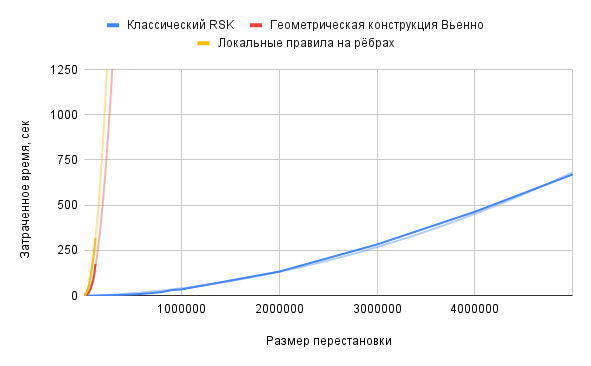 Классический RSK
Геометрическая конструкция Вьенно
Локальные правила на рёбрах
Затраченное время, сек
1250
1000
750
500
250
0
1000000
2000000
3000000
4000000
Размер перестановки